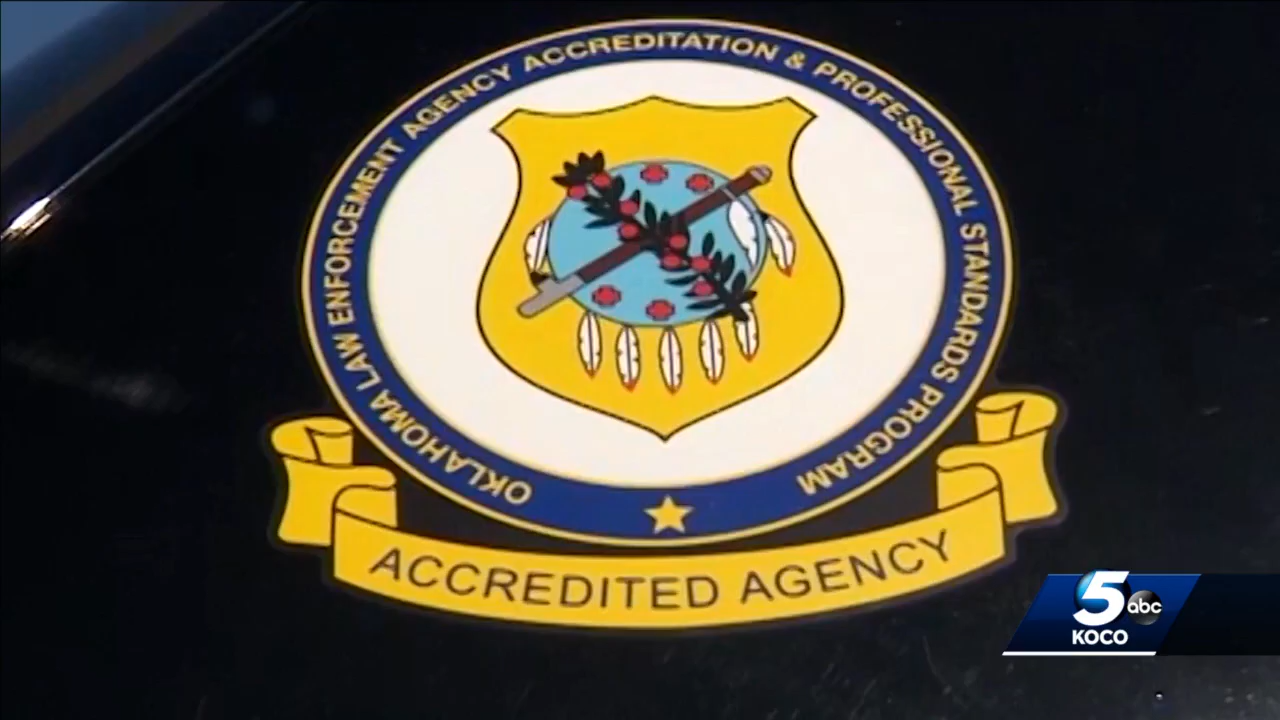 OKLAHOMA LAW ENFORCEMENT AGENCY ACCREDITATION & PROFESSIONAL STANDARDS PROGRAM
ACCREDITED AGENCY
5
abc
KOCO